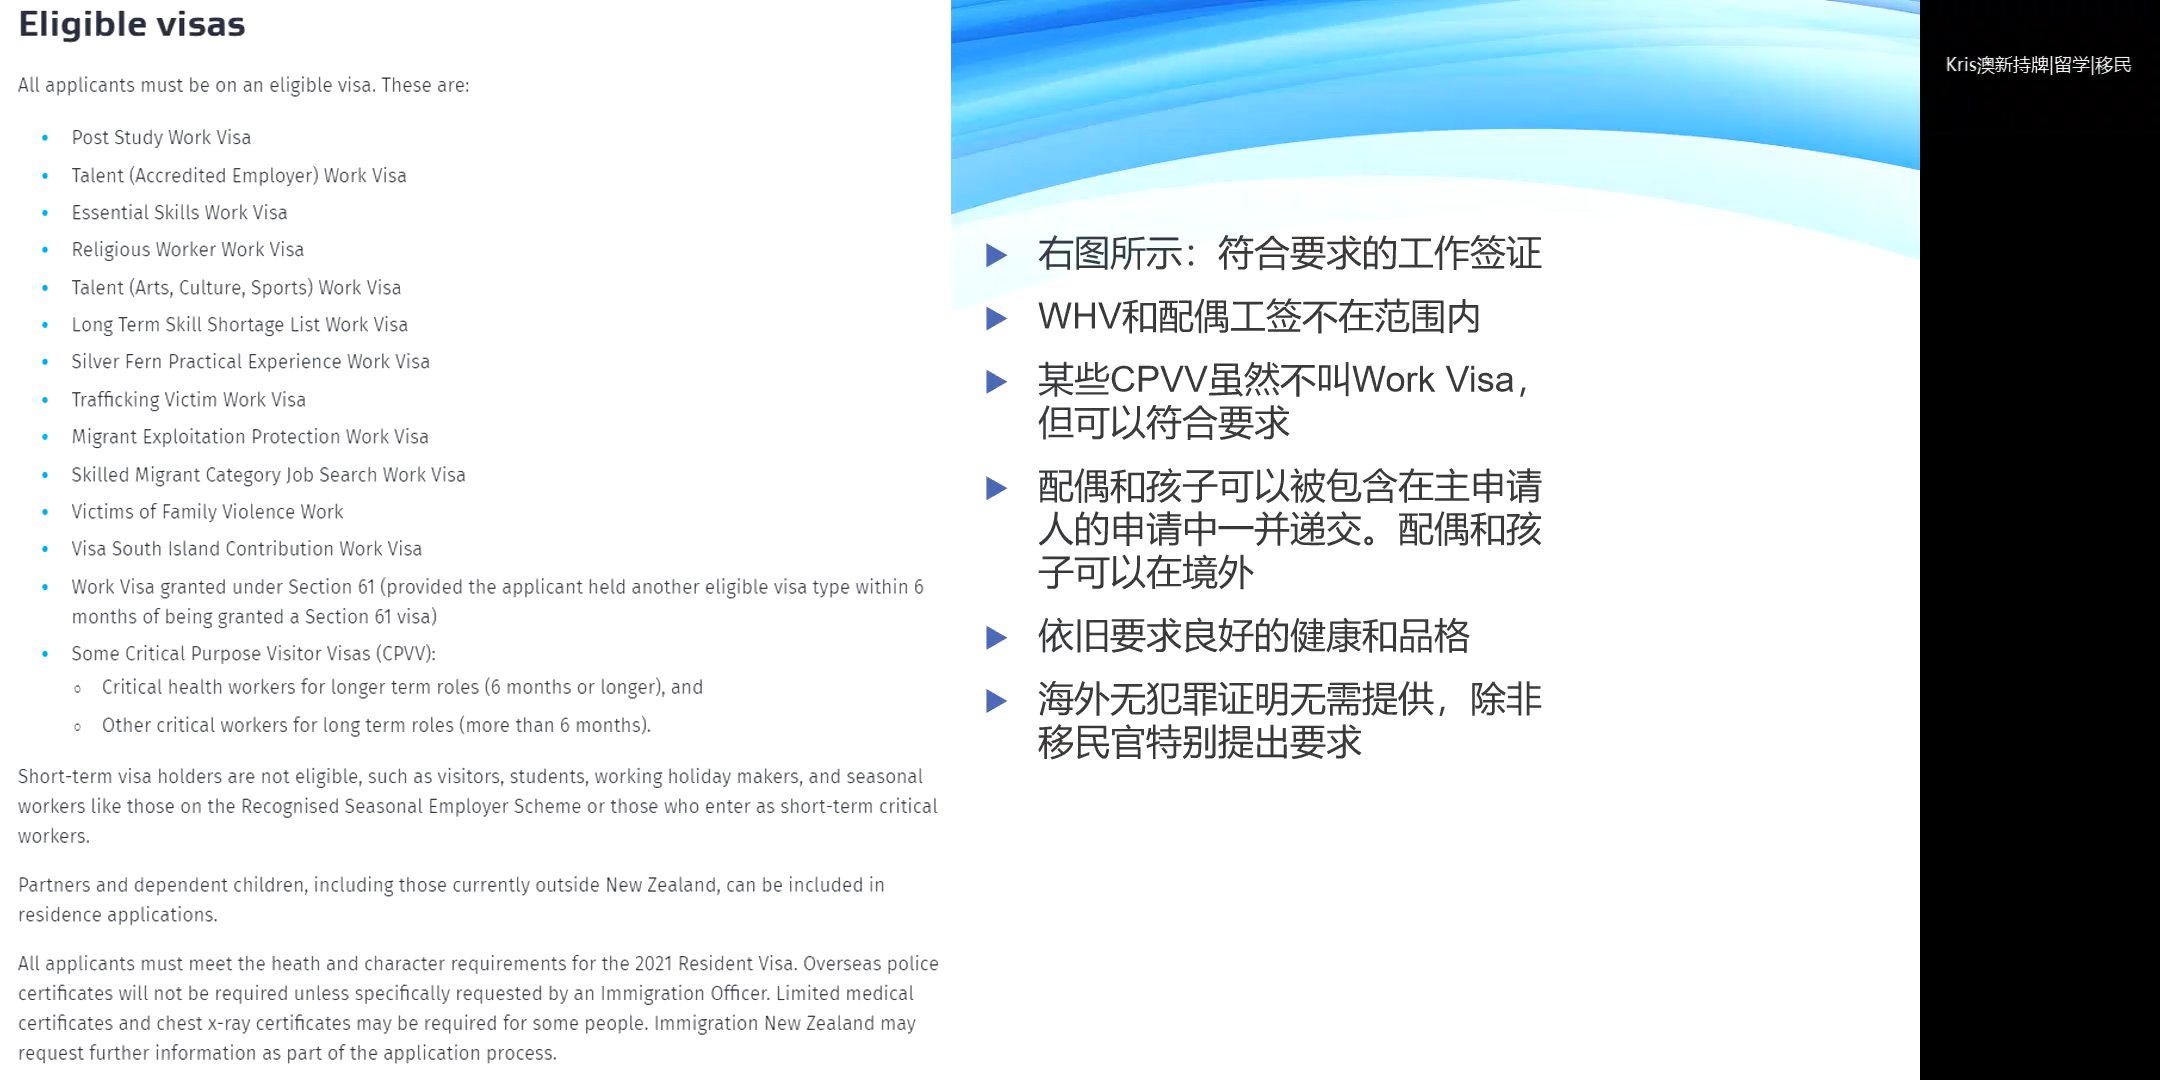 Eligible visas
All applicants must be on an eligible visa. These are:
Post Study Work Visa
Talent (Accredited Employer) Work Visa
Essential Skills Work Visa
Religious Worker Work Visa
Talent (Arts, Culture, Sports) Work Visa
Long Term Skill Shortage List Work Visa
Silver Fern Practical Experience Work Visa
Trafficking Victim Work Visa
Migrant Exploitation Protection Work Visa
Skilled Migrant Category Job Search Work Visa
Victims of Family Violence Work
Visa South Island Contribution Work Visa
Work Visa granted under Section 61 (provided the applicant held another eligible visa type within 6
months of being granted a Section 61 visa)
Some Critical Purpose Visitor Visas (CPVV):
Critical health workers for longer term roles (6 months or longer), and
Other critical workers for long term roles (more than 6 months).
Short-term visa holders are not eligible, such as visitors, students, working holiday makers, and seasonal
workers like those on the Recognised Seasonal Employer Scheme or those who enter as short-term critical
workers.
Partners and dependent children, including those currently outside New Zealand, can be included in
residence applications.
All applicants must meet the heath and character requirements for the 2021 Resident Visa. Overseas police
certificates will not be required unless specifically requested by an Immigration Officer. Limited medical
certificates and chest x-ray certificates may be required for some people. Immigration New Zealand may
request further information as part of the application process.
右图所示：符合要求的工作签证
WHV和配偶工签不在范围内
某些CPVV虽然不叫Work Visa，
但可以符合要求
配偶和孩子可以被包含在主申请
人的申请中一并递交。配偶和孩
子可以在境外
依旧要求良好的健康和品格
海外无犯罪证明无需提供，除非
移民官特别提出要求
Kris澳新持牌|留学|移民